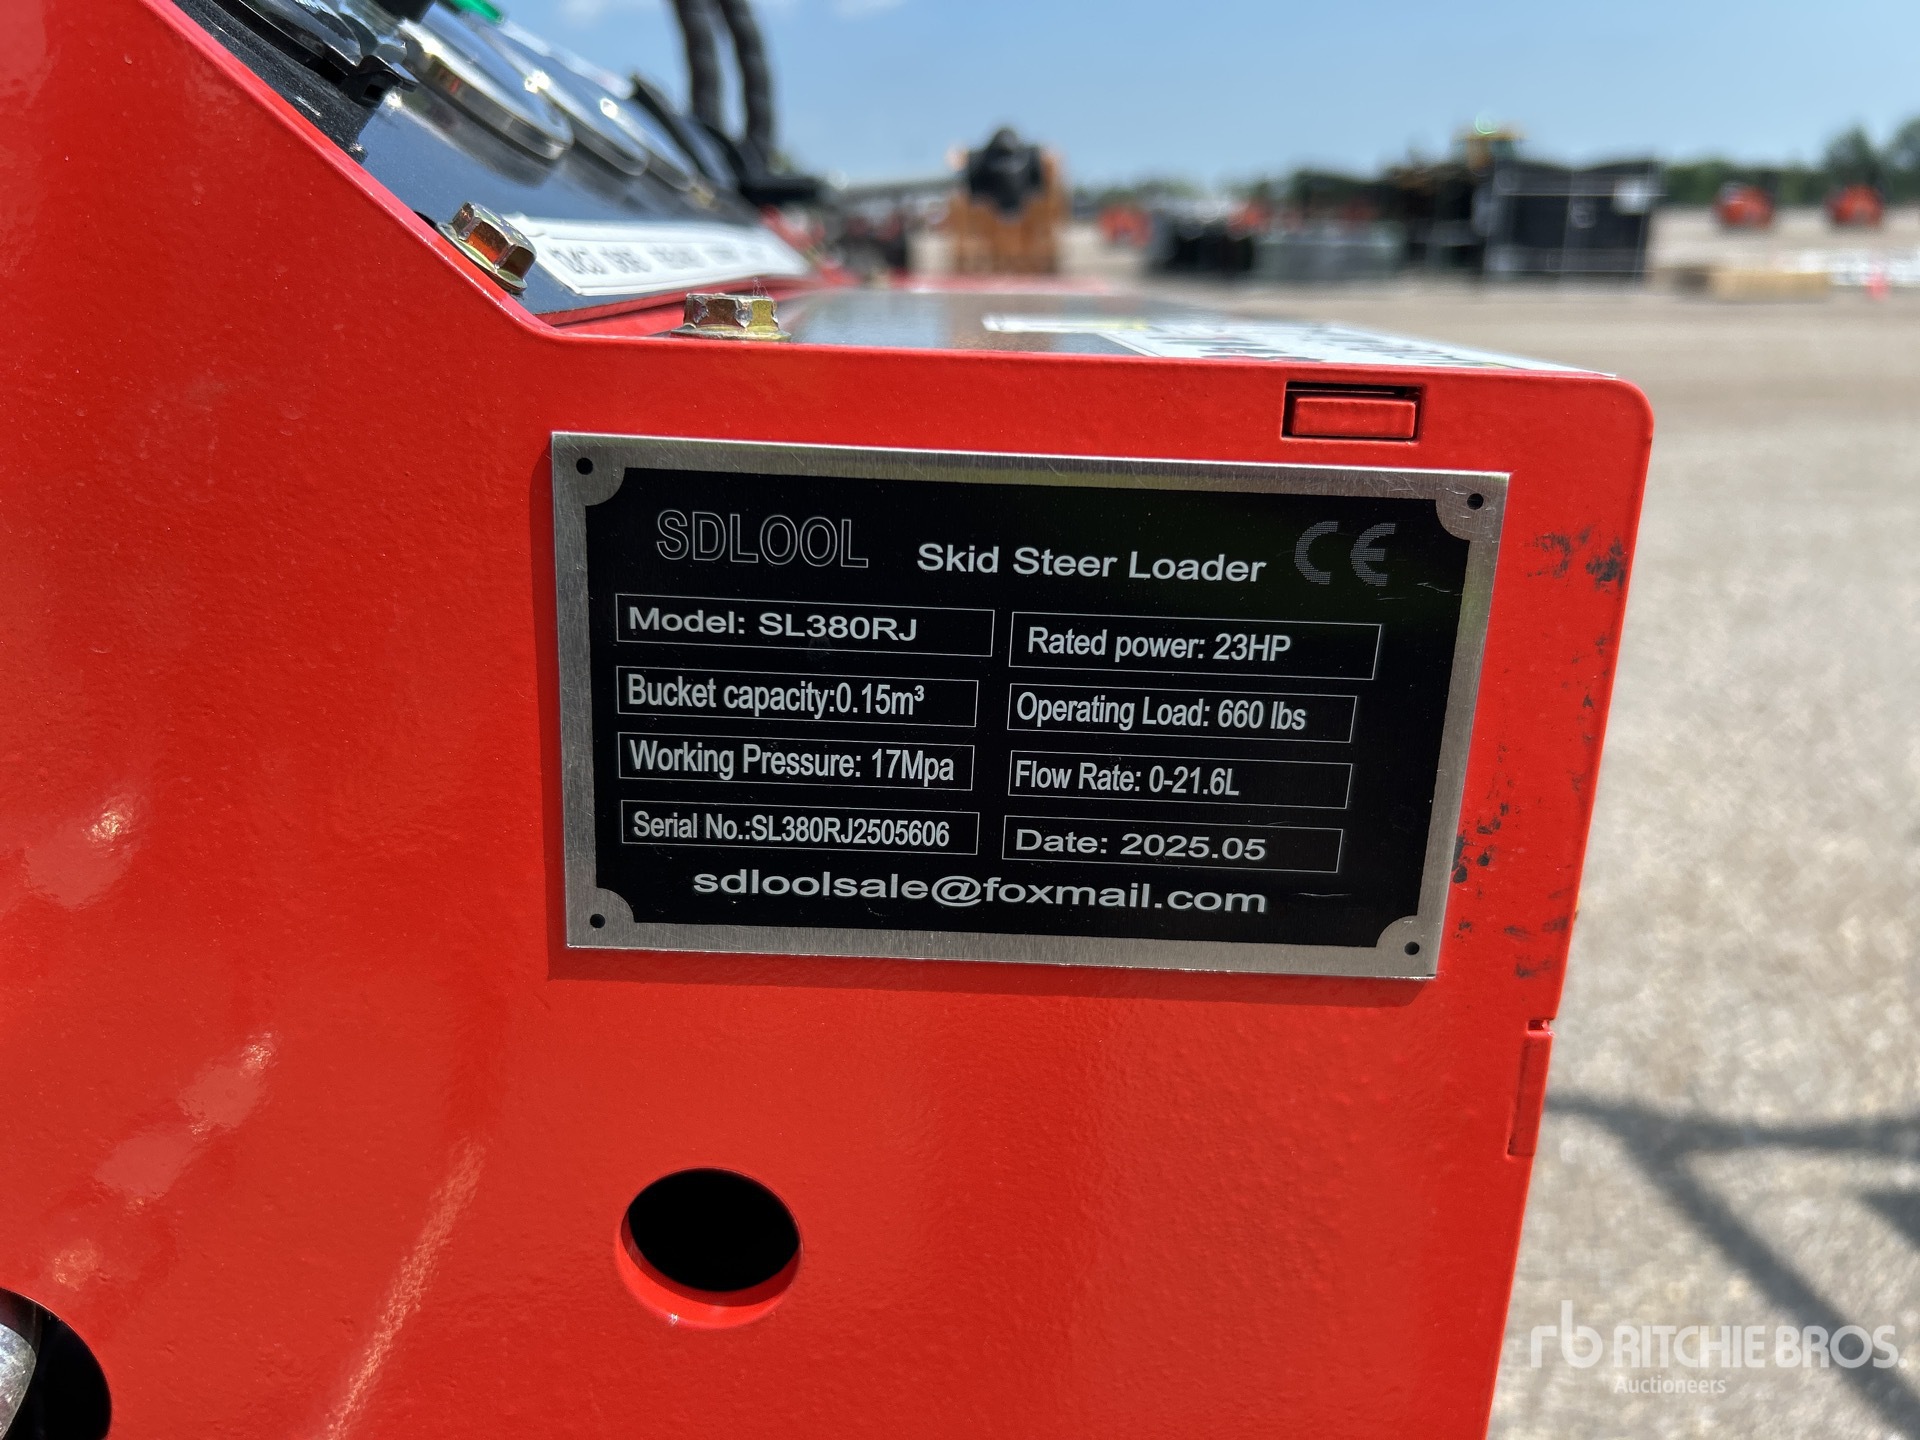 SDLOOL Skid Steer Loader CE
Model: SL380RJ
Rated power: 23HP
Bucket capacity:0.15m³
Operating Load: 660 lbs
Working Pressure: 17Mpa
Flow Rate: 0-21.6L
Serial No.:SL380RJ2505606
Date: 2025.05
sdloolsale@foxmail.com
rb RITCHIE BROS.
Auctioneers